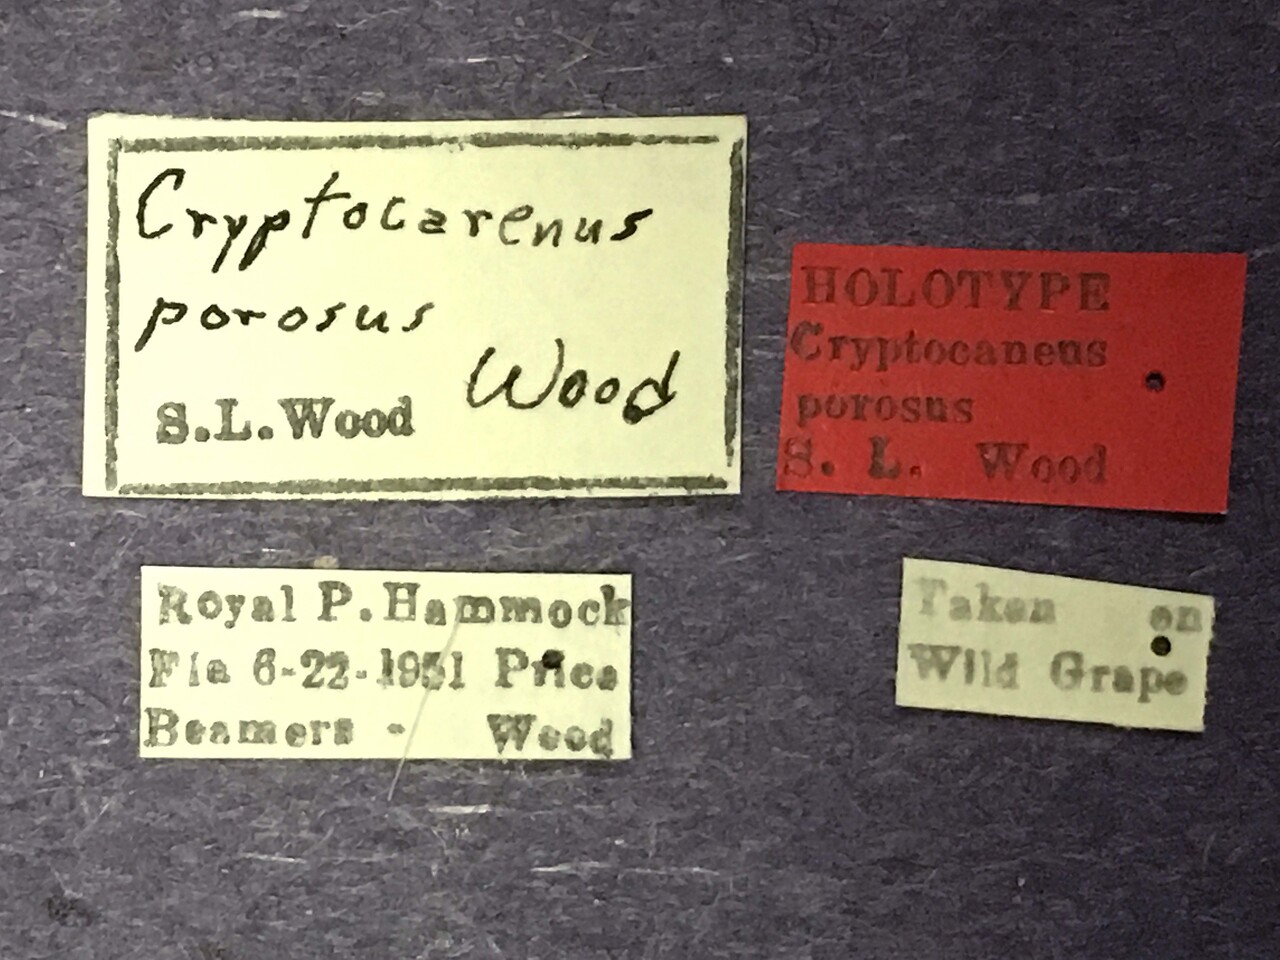 Cryptocarenus
porosus
Wood
S.L.Wood
HOLOTYPE
Cryptocaneus
porosus
S. L. Wood
Royal P. Hammock
Fla 6-22-1951 Price
Beamers - Wood
Taken on
Wild Grape